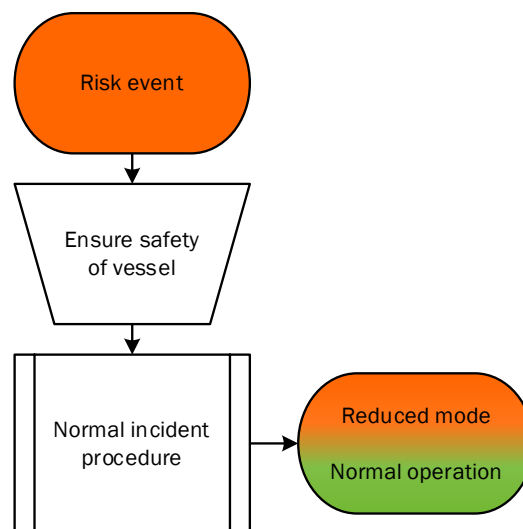 Risk event
Ensure safety
of vessel
Normal incident
procedure
Reduced mode
Normal operation